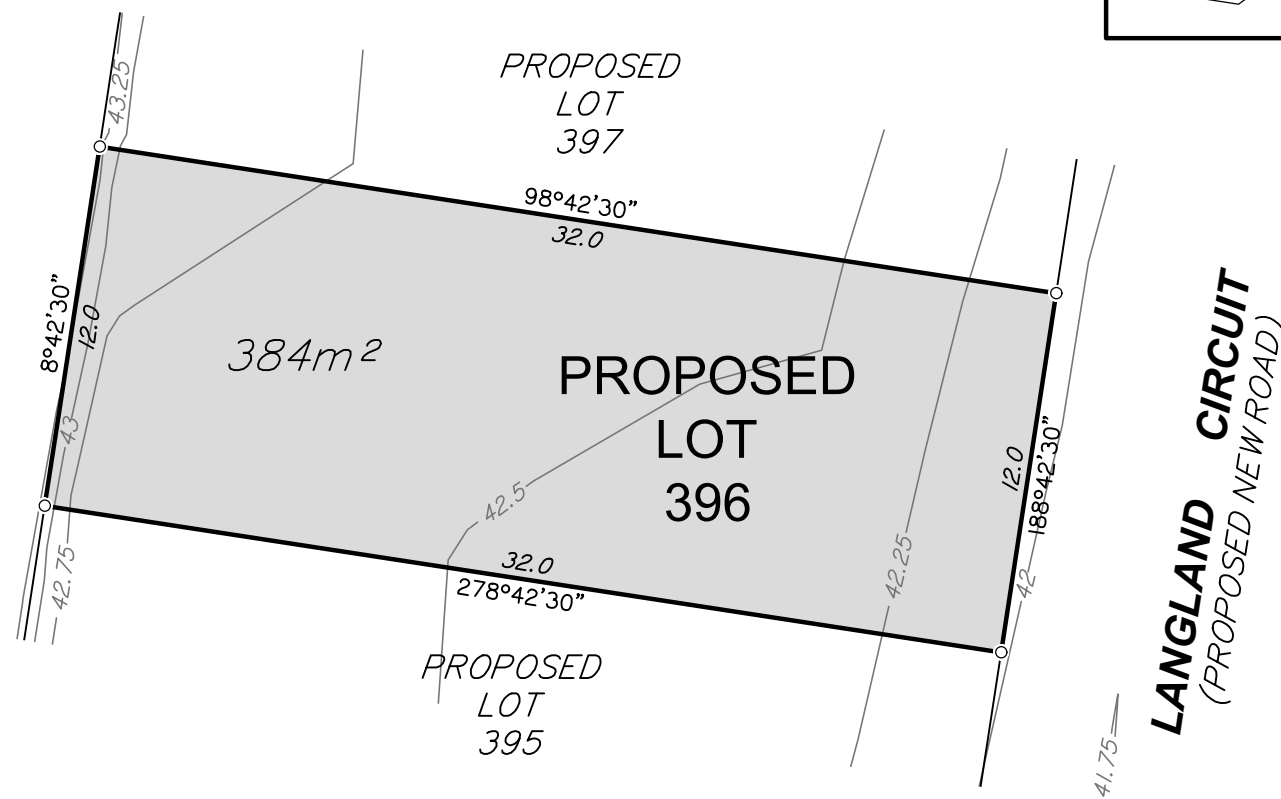 43.25
PROPOSED
LOT
397
98°42'30”
32.0
8°42'30”
12.0
384m²
PROPOSED
LOT
396
43
42.5
42.75
32.0
278°42'30”
42.25
12.0
188°42'30”
42
PROPOSED
LOT
395
LANGLAND CIRCUIT
(PROPOSED NEW ROAD)
41.75